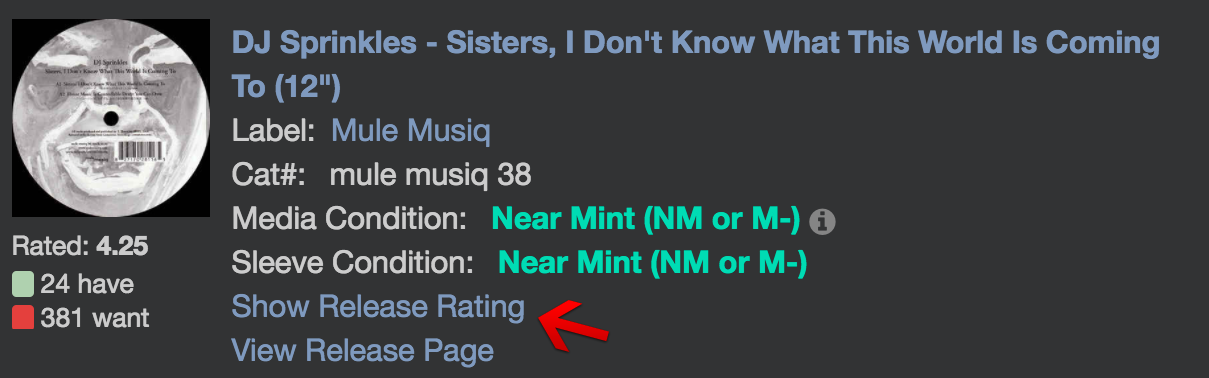 DJ Sprinkles - Sisters, I Don't Know What This World Is Coming
To (12")
Label: Mule Musiq
Cat#: mule musiq 38
Media Condition: Near Mint (NM or M-)
Sleeve Condition: Near Mint (NM or M-)
Show Release Rating
View Release Page
DJ Sprinkles
Sisters, I Don't Know What This World Is Coming To
Rated: 4.25
24 have
381 want